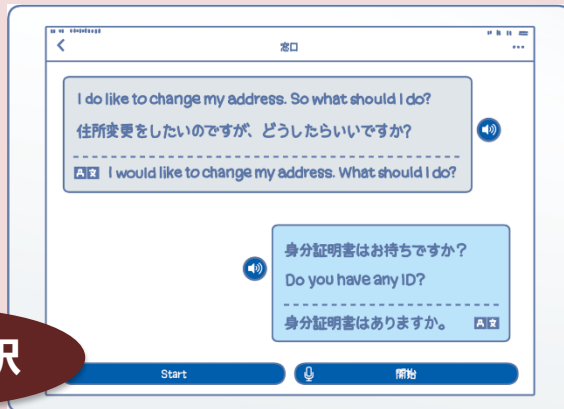 窓口
I do like to change my address. So what should I do?
住所変更をしたいのですが、どうしたらいいですか?
I would like to change my address. What should I do?
身分証明書はお持ちですか?
Do you have any ID?
身分証明書はありますか。
訳
Start
開始